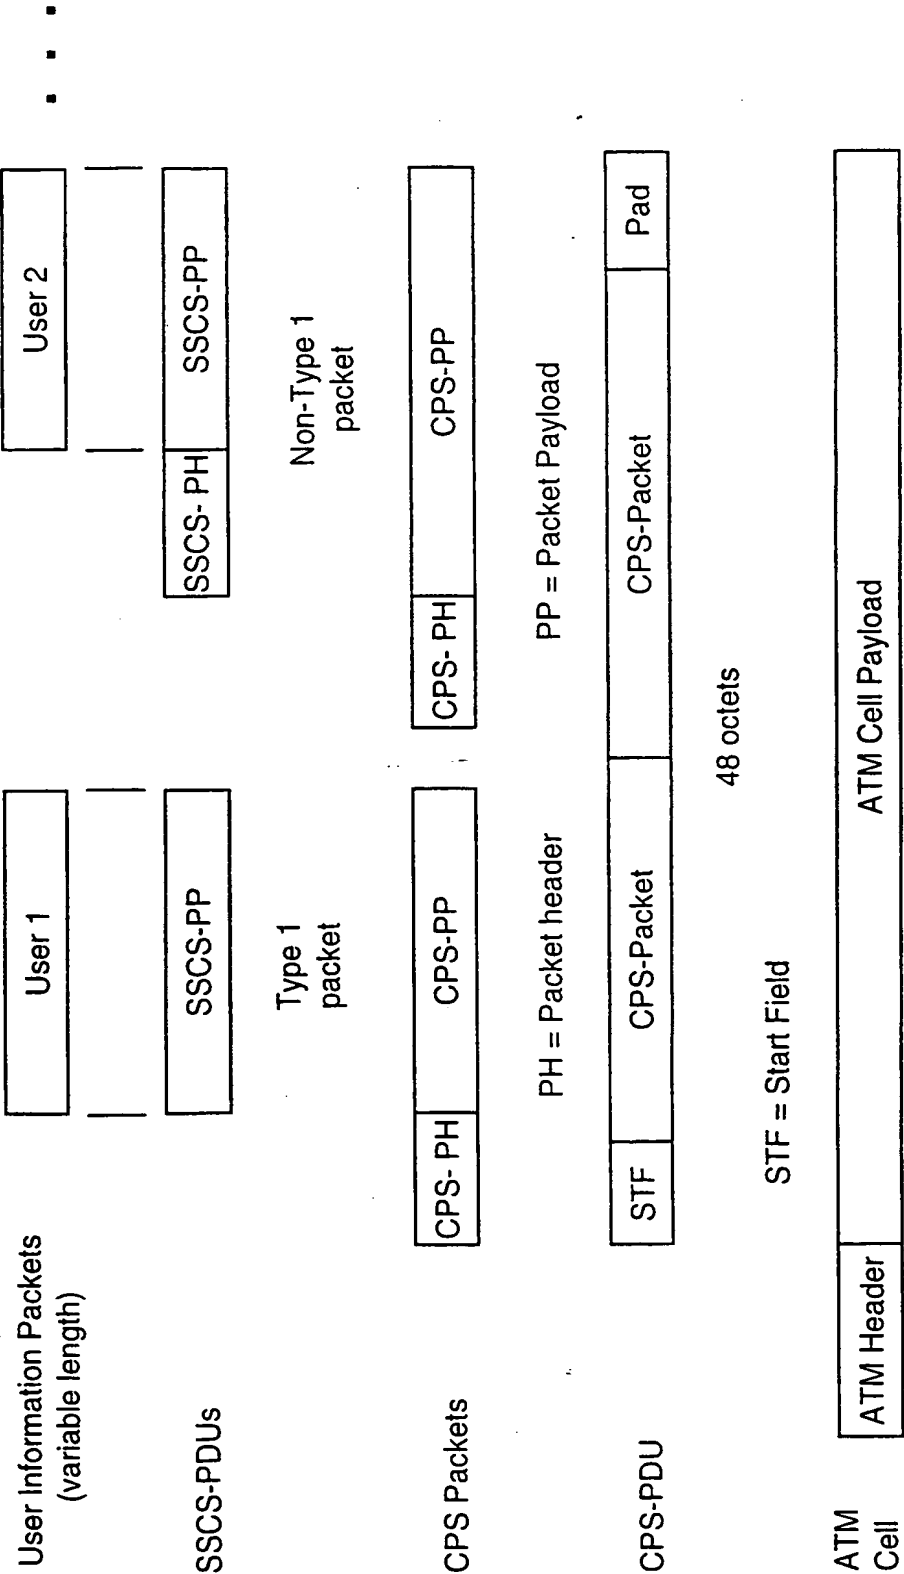 User Information Packets
(variable length)
User 1
User 2
SSCS-PDUs
SSCS-PP
SSCS- PH
SSCS-PP
Type 1
packet
Non-Type 1
packet
CPS Packets
CPS- PH
CPS-PP
CPS- PH
CPS-PP
PH = Packet header
PP = Packet Payload
CPS-PDU
STF
CPS-Packet
CPS-Packet
Pad
48 octets
STF = Start Field
ATM
Cell
ATM Header
ATM Cell Payload